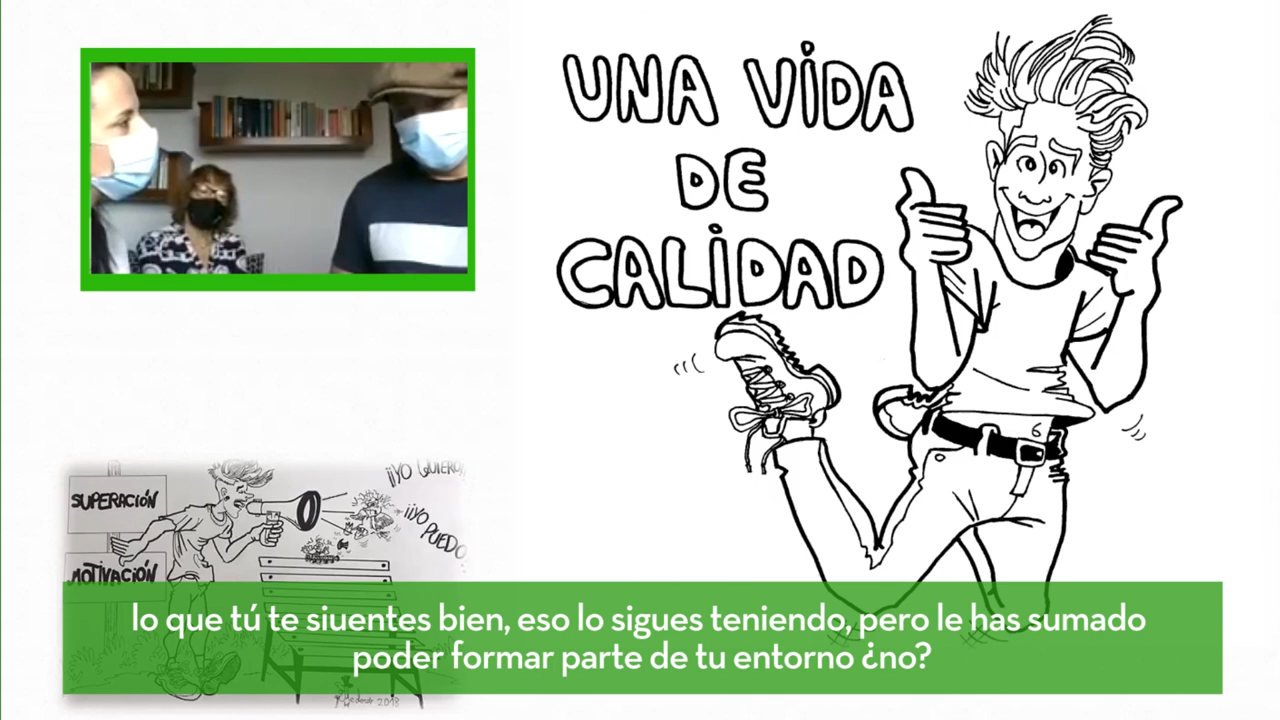 UNA VIDA
DE
CALIDAD
SUPERACIÓN
MOTIVACIÓN
¡¡YO QUIERO!!
¡¡YO PUEDO
lo que tú te siuentes bien, eso lo sigues teniendo, pero le has sumado
poder formar parte de tu entorno ¿no?
2018